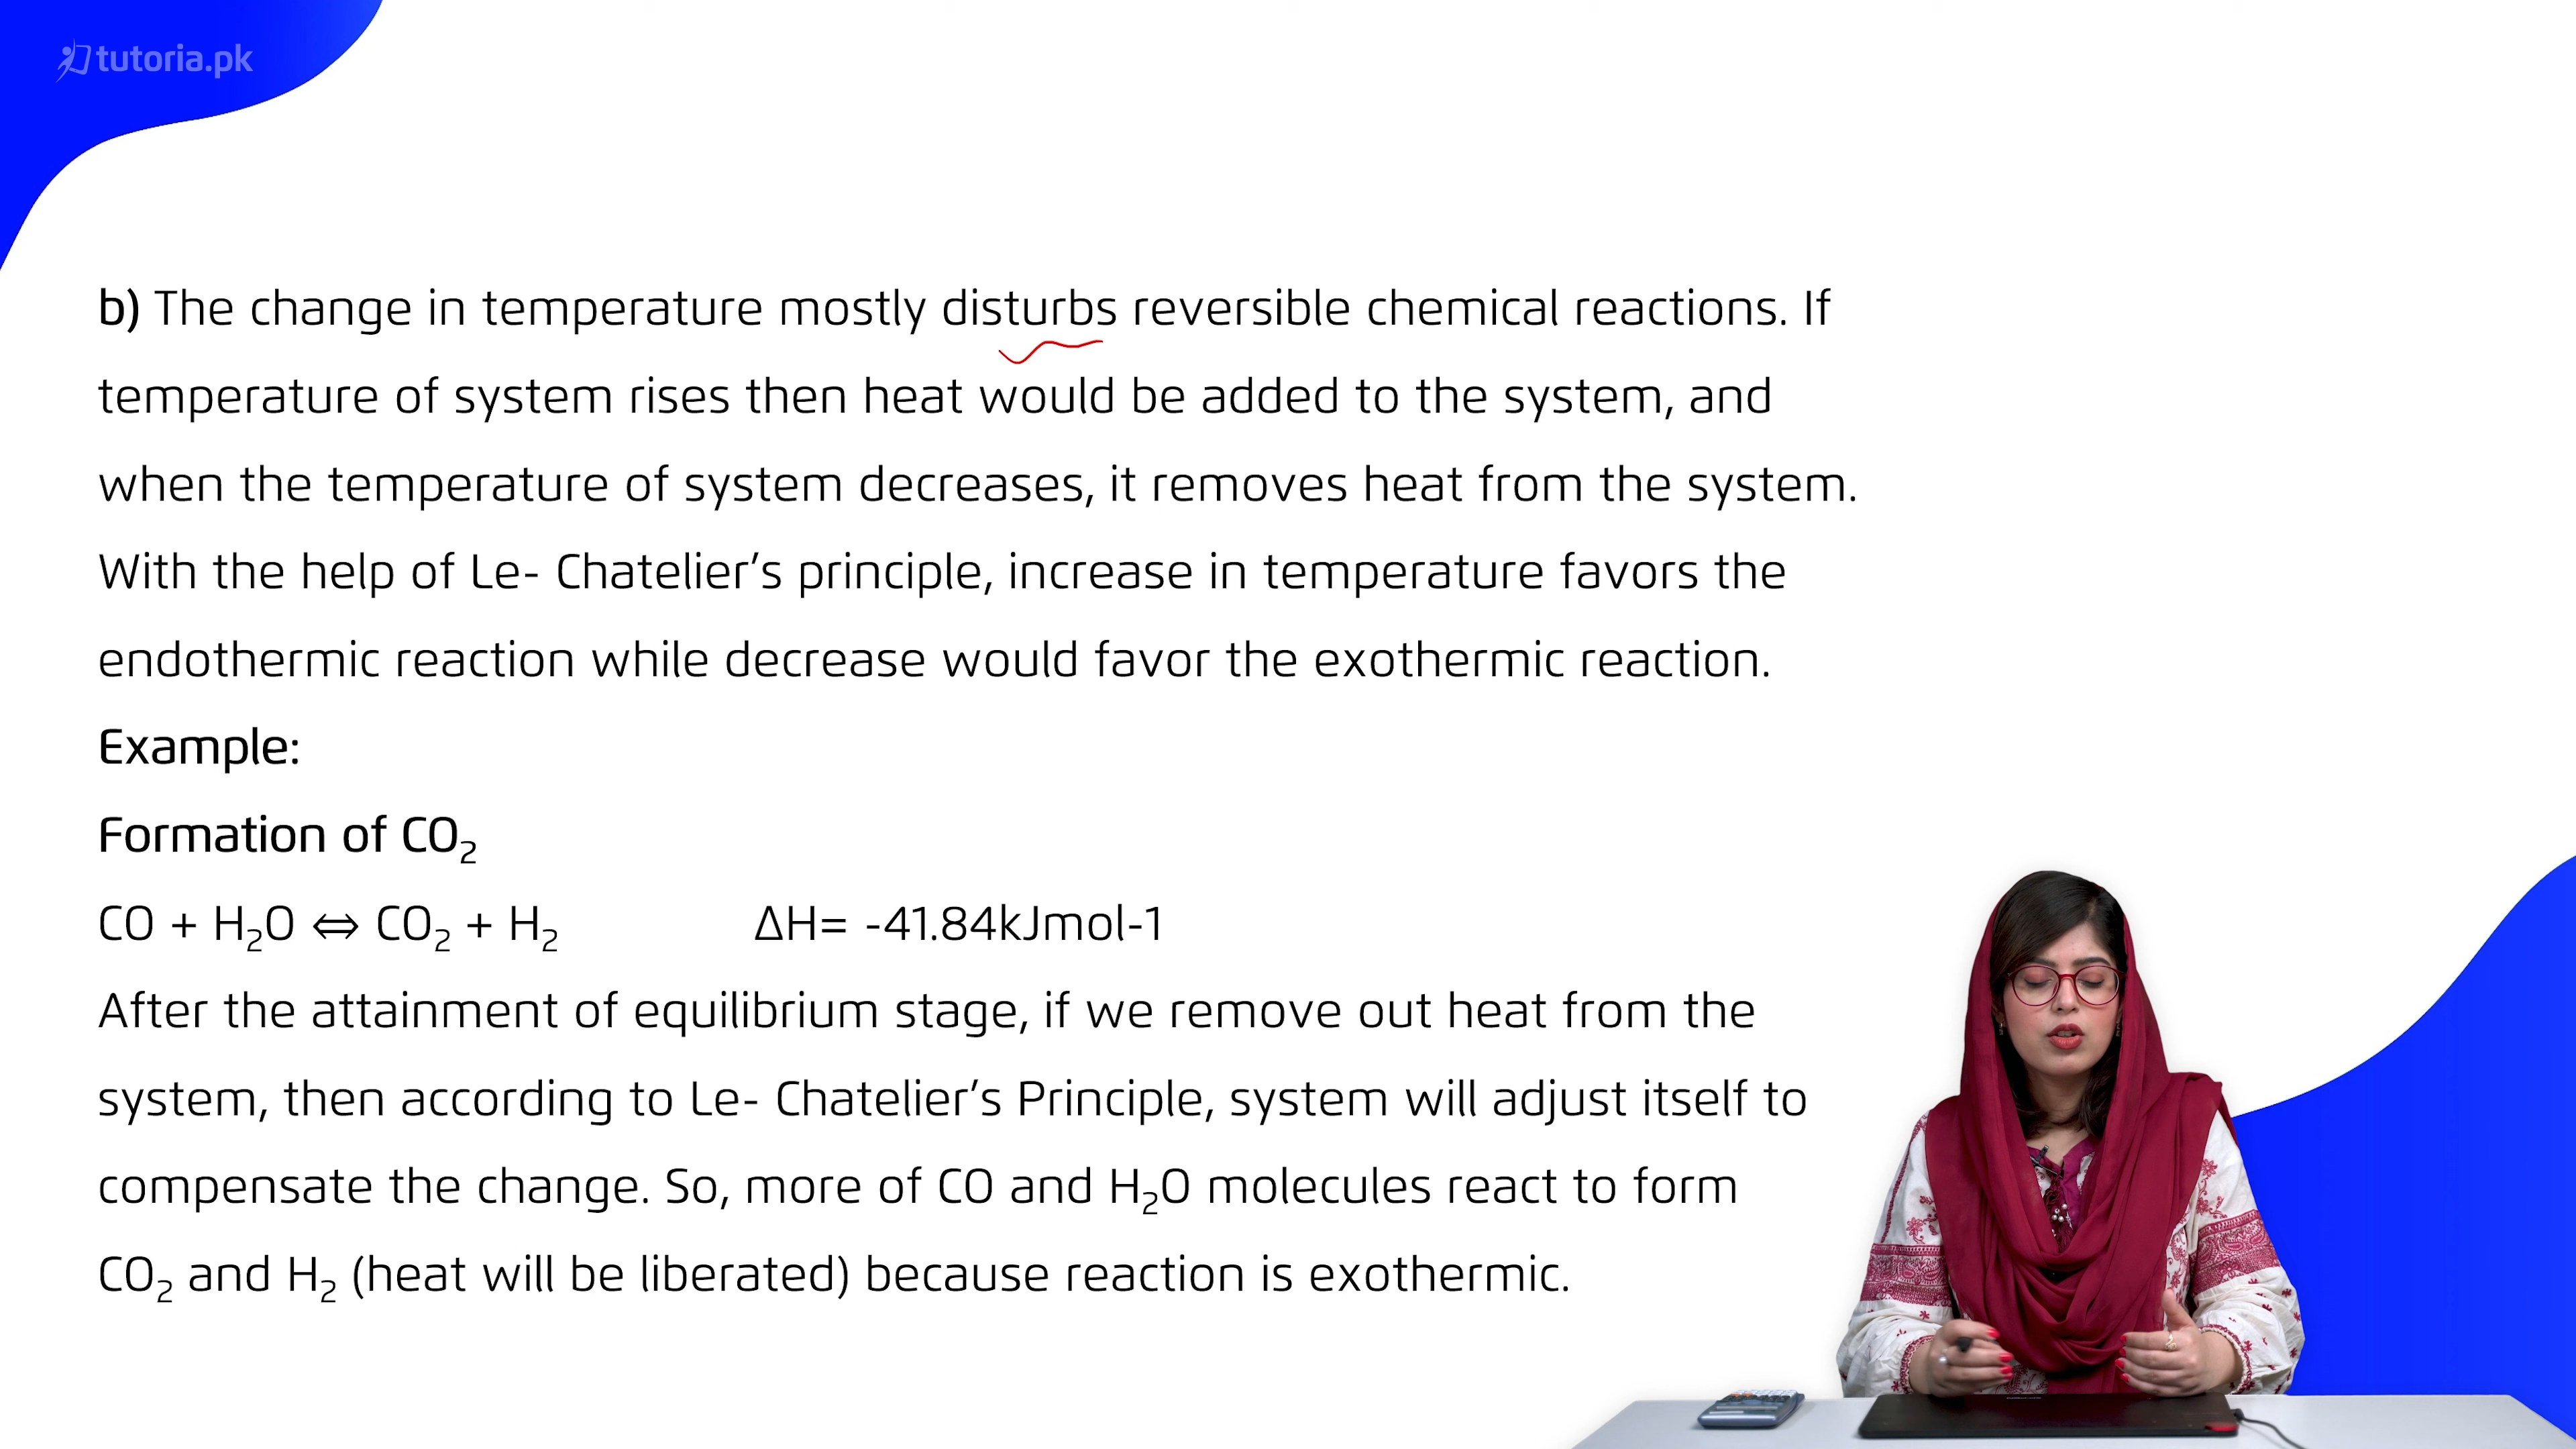 tutoria.pk
b) The change in temperature mostly disturbs reversible chemical reactions. If
temperature of system rises then heat would be added to the system, and
when the temperature of system decreases, it removes heat from the system.
With the help of Le- Chatelier’s principle, increase in temperature favors the
endothermic reaction while decrease would favor the exothermic reaction.
Example:
Formation of CO₂
CO + H₂O ⇔ CO₂ + H₂ ΔH= -41.84kJmol-1
After the attainment of equilibrium stage, if we remove out heat from the
system, then according to Le- Chatelier’s Principle, system will adjust itself to
compensate the change. So, more of CO and H₂O molecules react to form
CO₂ and H₂ (heat will be liberated) because reaction is exothermic.